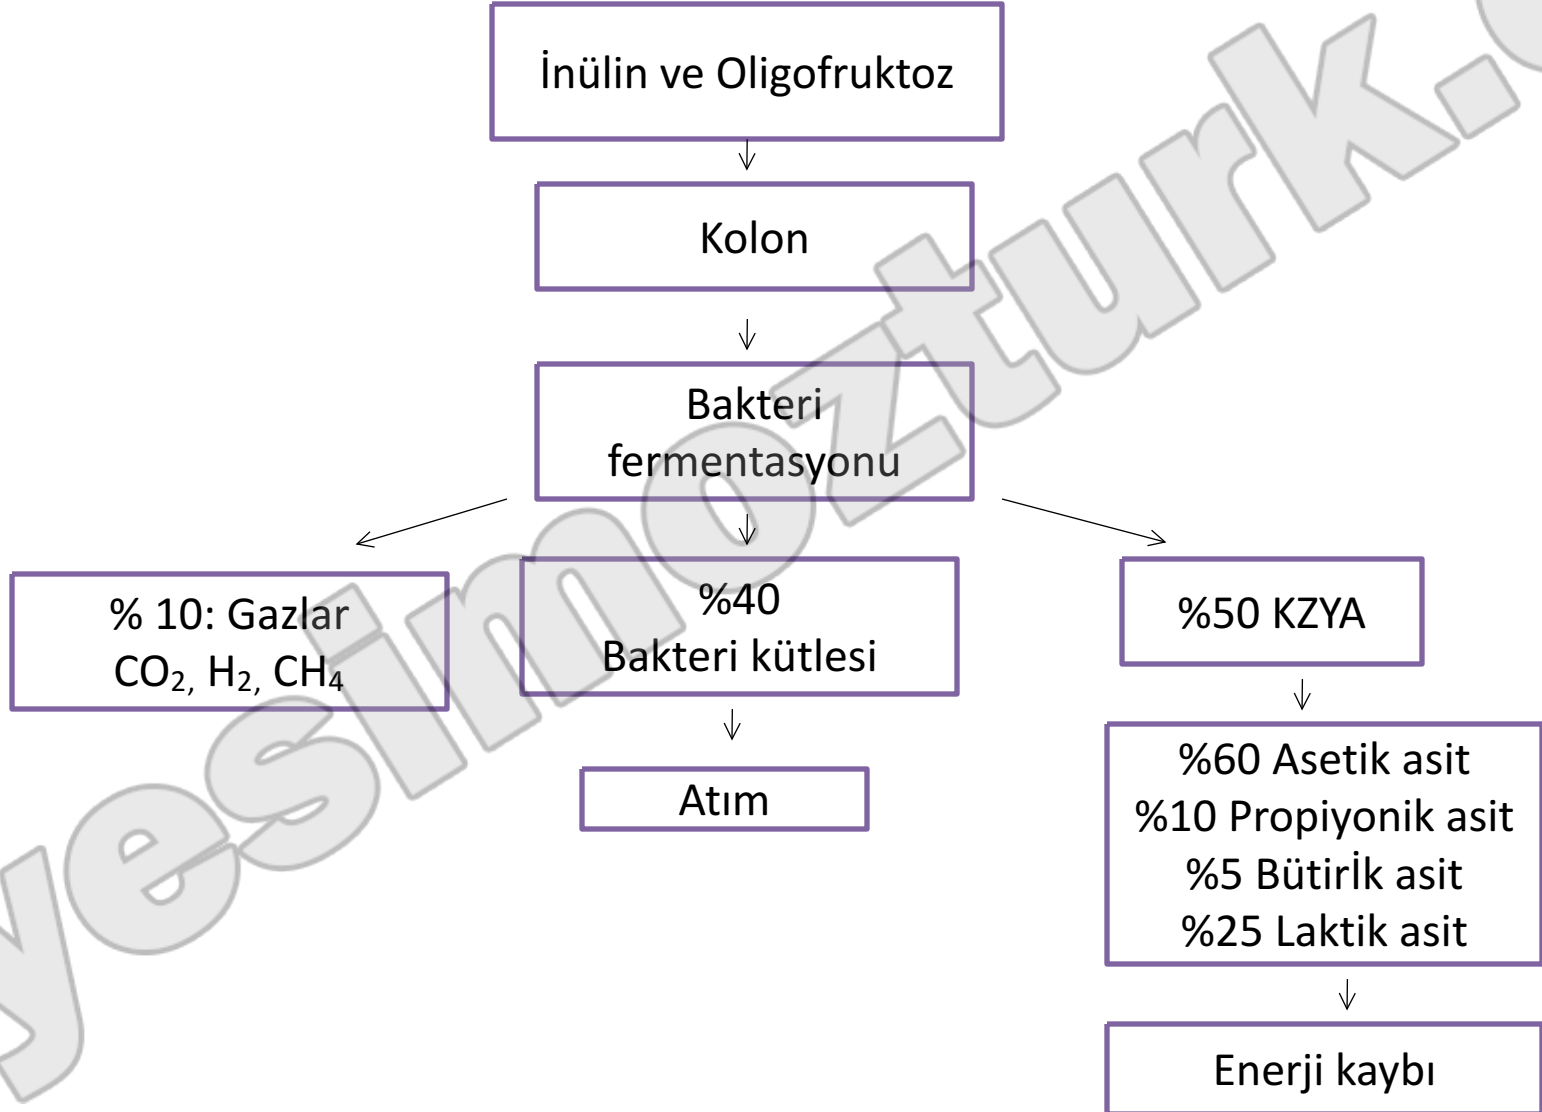 İnülin ve Oligofruktoz
Kolon
Bakteri
fermentasyonu
% 10: Gazlar
CO₂, H₂, CH₄
%40
Bakteri kütlesi
%50 KZYA
Atım
%60 Asetik asit
%10 Propiyonik asit
%5 Bütirİk asit
%25 Laktik asit
Enerji kaybı
yesimozturk.